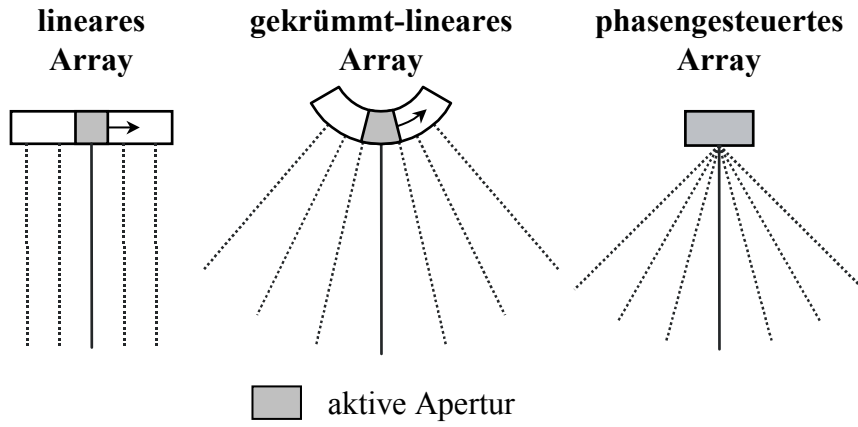 lineares
Array
gekrümmt-lineares
Array
phasengesteuertes
Array
aktive Apertur